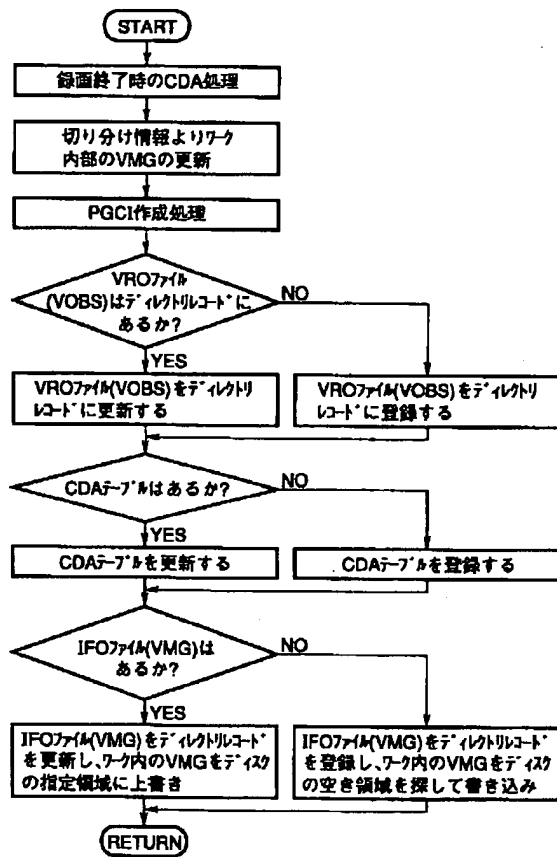 START
録画終了時のCDA処理
切り分け情報よりワーク
内部のVMGの更新
PGCI作成処理
VROファイル
(VOBS)はディレクトリレコードに
あるか?
NO
YES
VROファイル(VOBS)をディレクトリ
レコードに更新する
VROファイル(VOBS)をディレクトリ
レコードに登録する
CDAテーブルはあるか?
NO
YES
CDAテーブルを更新する
CDAテーブルを登録する
IFOファイル(VMG)は
あるか?
NO
YES
IFOファイル(VMG)をディレクトリレコード
を更新し、ワーク内のVMGをディスク
の指定領域に上書き
IFOファイル(VMG)をディレクトリレコード
を登録し、ワーク内のVMGをディスク
の空き領域を探して書き込み
RETURN